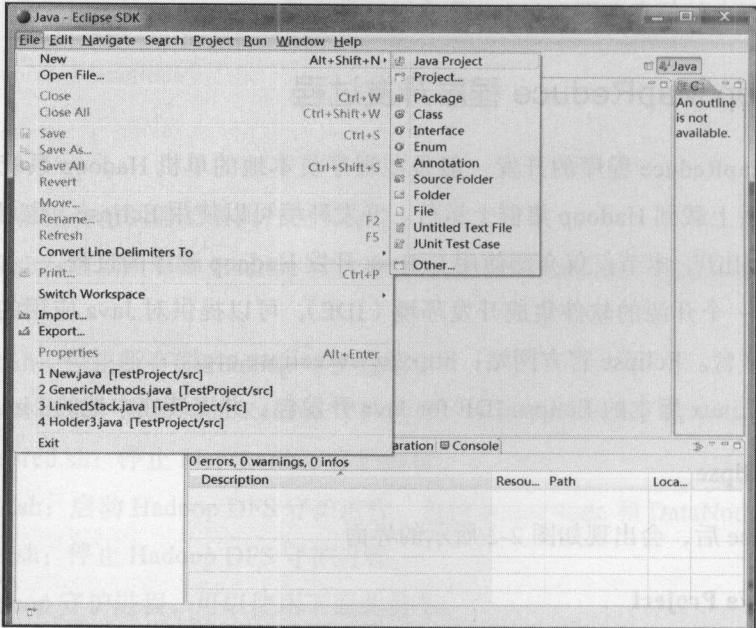 Java - Eclipse SDK
File Edit Navigate Search Project Run Window Help
New Alt+Shift+N
Open File...
Close Ctrl+W
Close All Ctrl+Shift+W
Save Ctrl+S
Save As...
Save All Ctrl+Shift+S
Revert
Move...
Rename... F2
Refresh F5
Convert Line Delimiters To
Print... Ctrl+P
Switch Workspace
Import...
Export...
Properties Alt+Enter
1 New.java [TestProject/src]
2 GenericMethods.java [TestProject/src]
3 LinkedStack.java [TestProject/src]
4 Holder3.java [TestProject/src]
Exit
Java Project
Project...
Package
Class
Interface
Enum
Annotation
Source Folder
Folder
File
Untitled Text File
JUnit Test Case
Other...
Java
An outline
is not
available.
aration Console
0 errors, 0 warnings, 0 infos
Description Resou... Path Loca...